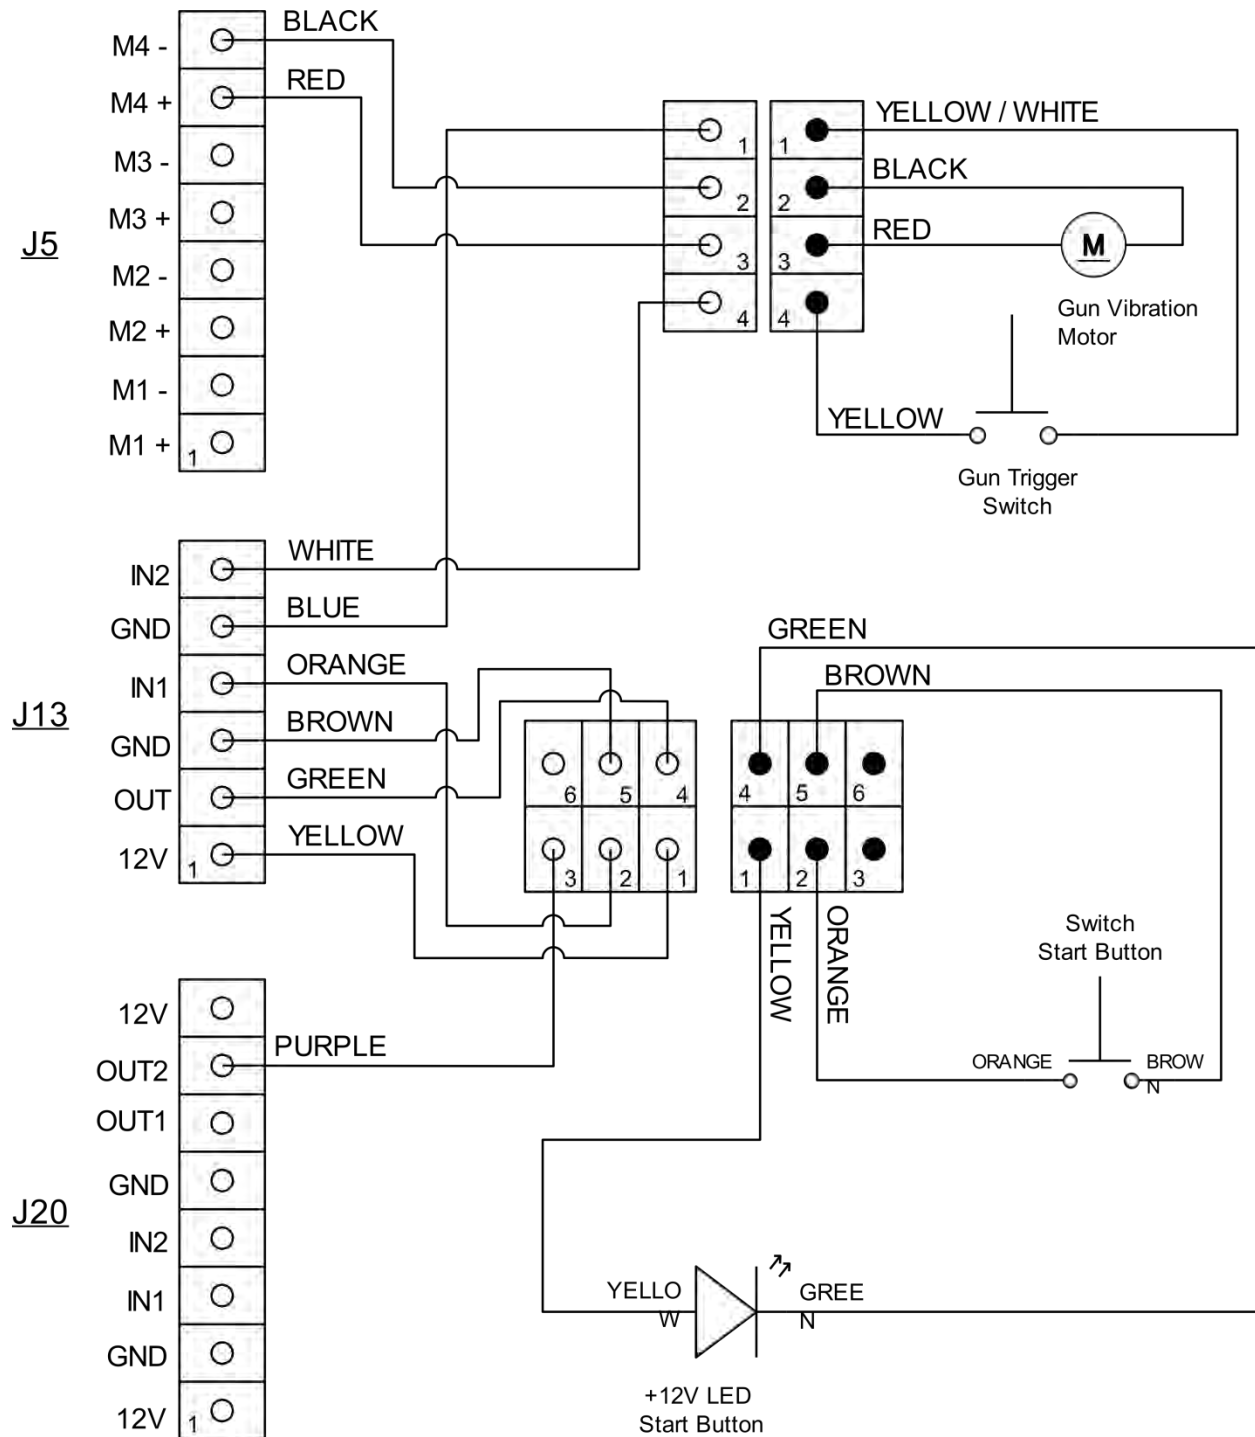 J5
M4 -
M4 +
M3 -
M3 +
M2 -
M2 +
M1 -
M1 +
1
BLACK
RED
1
2
3
4
1
2
3
4
YELLOW / WHITE
BLACK
RED
M
Gun Vibration
Motor
YELLOW
Gun Trigger
Switch
J13
IN2
GND
IN1
GND
OUT
12V
1
WHITE
BLUE
ORANGE
BROWN
GREEN
YELLOW
6 5 4
3 2 1
GREEN
BROWN
4 5 6
1 2 3
YELLOW
ORANGE
Switch
Start Button
ORANGE
BROW
N
J20
12V
OUT2
OUT1
GND
IN2
IN1
GND
12V
1
PURPLE
YELLO
W
GREE
N
+12V LED
Start Button